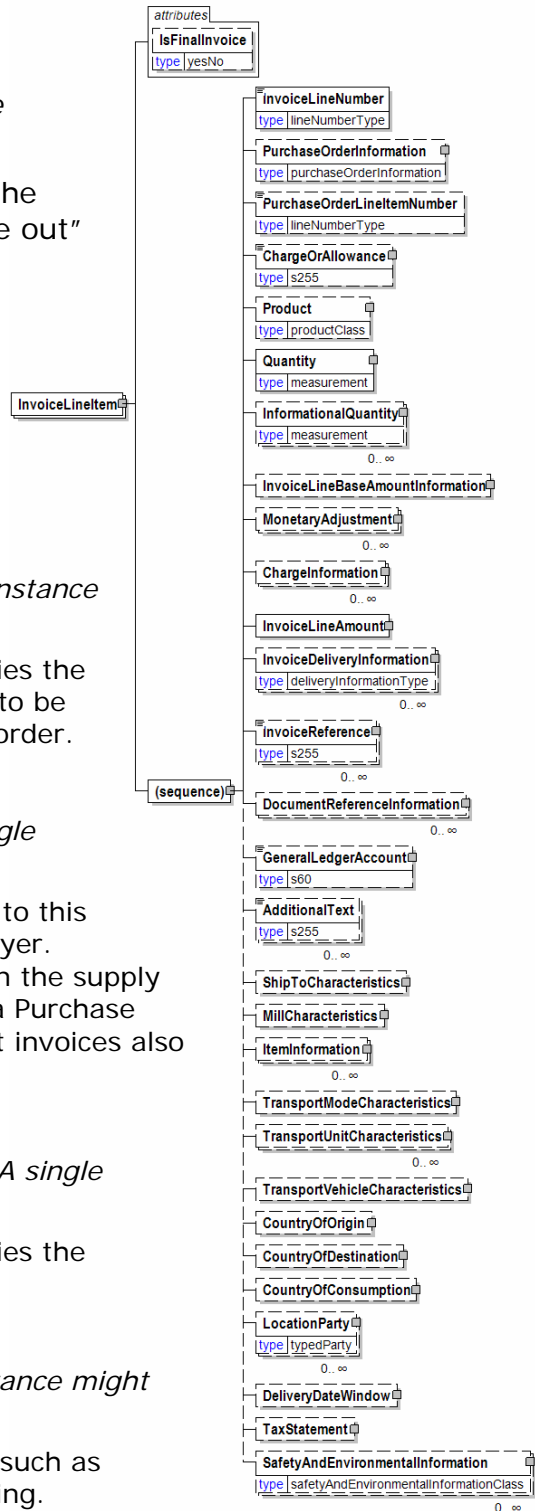 attributes
IsFinalInvoice
type yesNo
e
he
e out"
InvoiceLineItem
nstance
ies the
to be
order.
gle
to this
yer.
n the supply
a Purchase
t invoices also
A single
ies the
ance might
such as
ing.
(sequence)
InvoiceLineNumber
type lineNumberType
PurchaseOrderInformation
type purchaseOrderInformation
PurchaseOrderLineItemNumber
type lineNumberType
ChargeOrAllowance
type s255
Product
type productClass
Quantity
type measurement
InformationalQuantity
type measurement
0.. ∞
InvoiceLineBaseAmountInformation
MonetaryAdjustment
0.. ∞
ChargeInformation
0.. ∞
InvoiceLineAmount
InvoiceDeliveryInformation
type deliveryInformationType
0.. ∞
InvoiceReference
type s255
0.. ∞
DocumentReferenceInformation
0.. ∞
GeneralLedgerAccount
type s60
AdditionalText
type s255
0.. ∞
ShipToCharacteristics
MillCharacteristics
ItemInformation
0.. ∞
TransportModeCharacteristics
TransportUnitCharacteristics
0.. ∞
TransportVehicleCharacteristics
CountryOfOrigin
CountryOfDestination
CountryOfConsumption
LocationParty
type typedParty
0.. ∞
DeliveryDateWindow
TaxStatement
SafetyAndEnvironmentalInformation
type safetyAndEnvironmentalInformationClass
0.. ∞